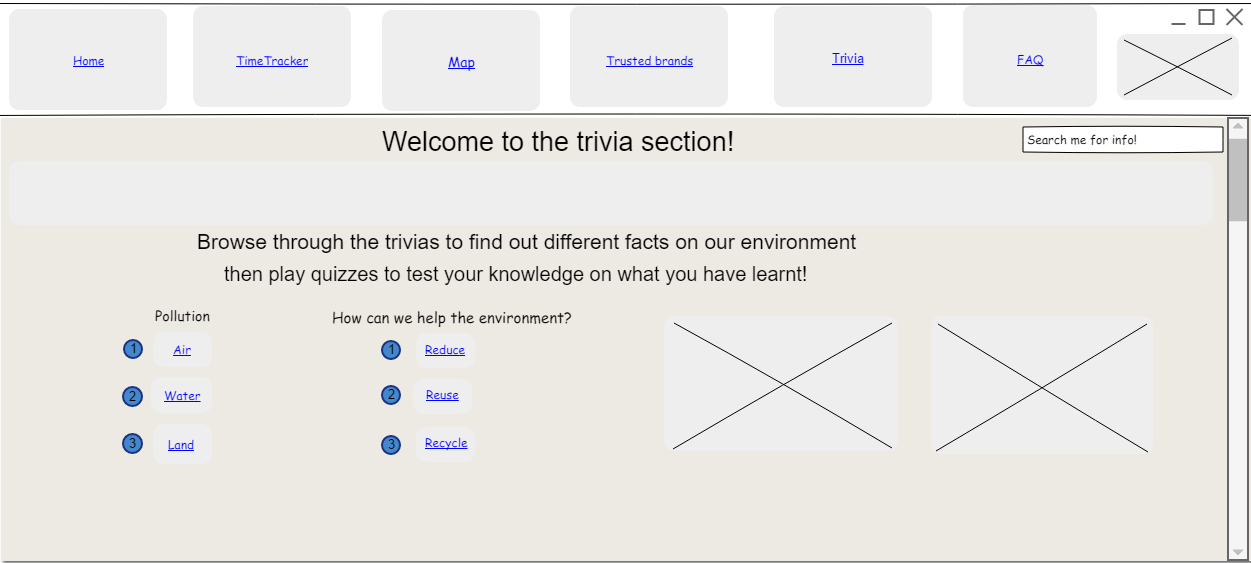 Home
TimeTracker
Map
Trusted brands
Trivia
FAQ
Welcome to the trivia section!
Search me for info!
Browse through the trivias to find out different facts on our environment
then play quizzes to test your knowledge on what you have learnt!
Pollution
1 Air
2 Water
3 Land
How can we help the environment?
1 Reduce
2 Reuse
3 Recycle